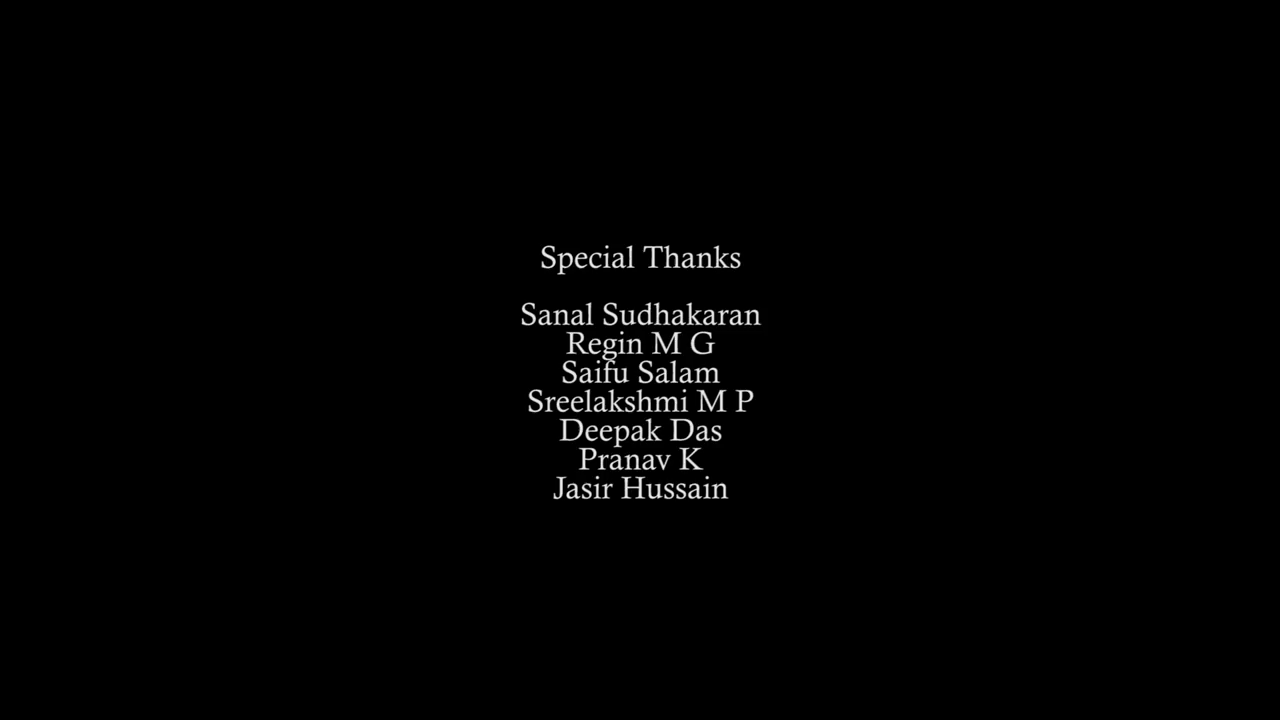 Special Thanks
Sanal Sudhakaran
Regin M G
Saifu Salam
Sreelakshmi M P
Deepak Das
Pranav K
Jasir Hussain